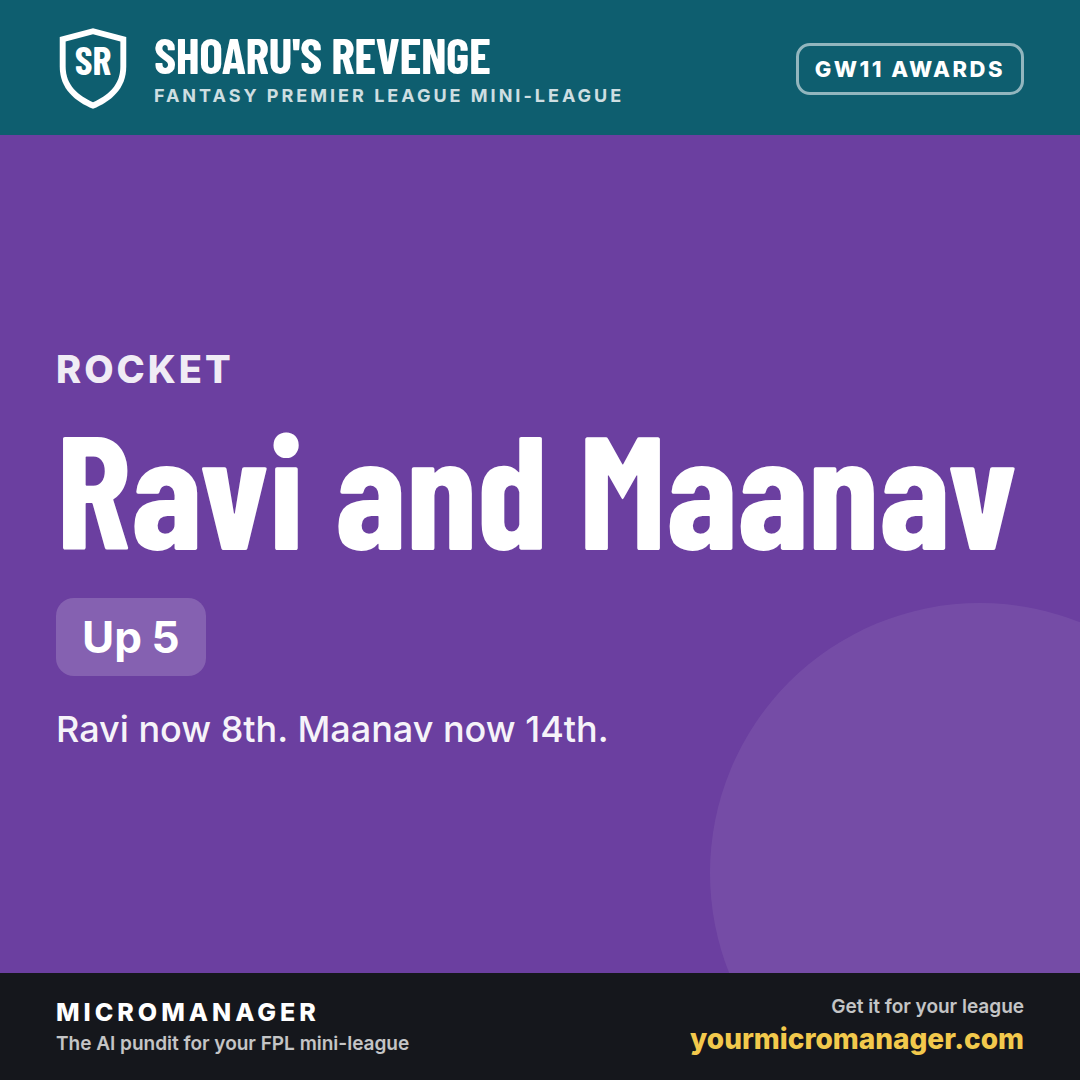 SR
SHOARU'S REVENGE
FANTASY PREMIER LEAGUE MINI-LEAGUE
GW11 AWARDS
ROCKET
Ravi and Maanav
Up 5
Ravi now 8th. Maanav now 14th.
MICROMANAGER
The AI pundit for your FPL mini-league
Get it for your league
yourmicromanager.com